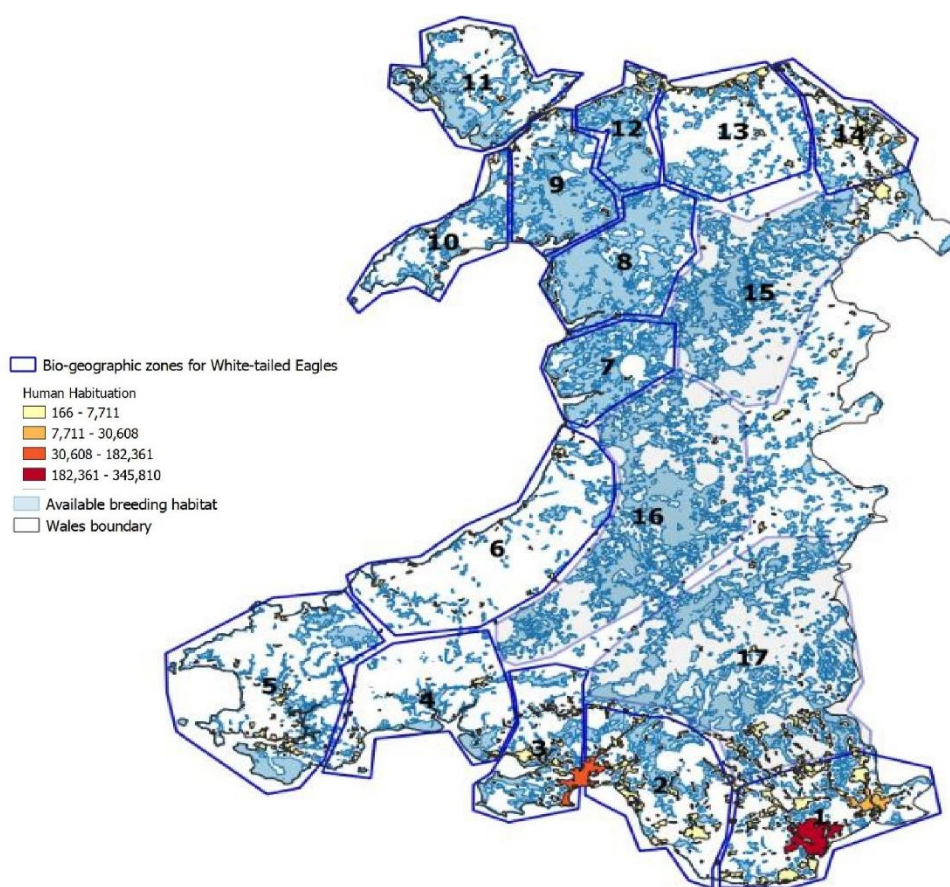 11
12
13
14
9
10
8
15
7
Bio-geographic zones for White-tailed Eagles
Human Habituation
166 - 7,711
7,711 - 30,608
30,608 - 182,361
182,361 - 345,810
Available breeding habitat
Wales boundary
16
6
17
5
4
3
2
1